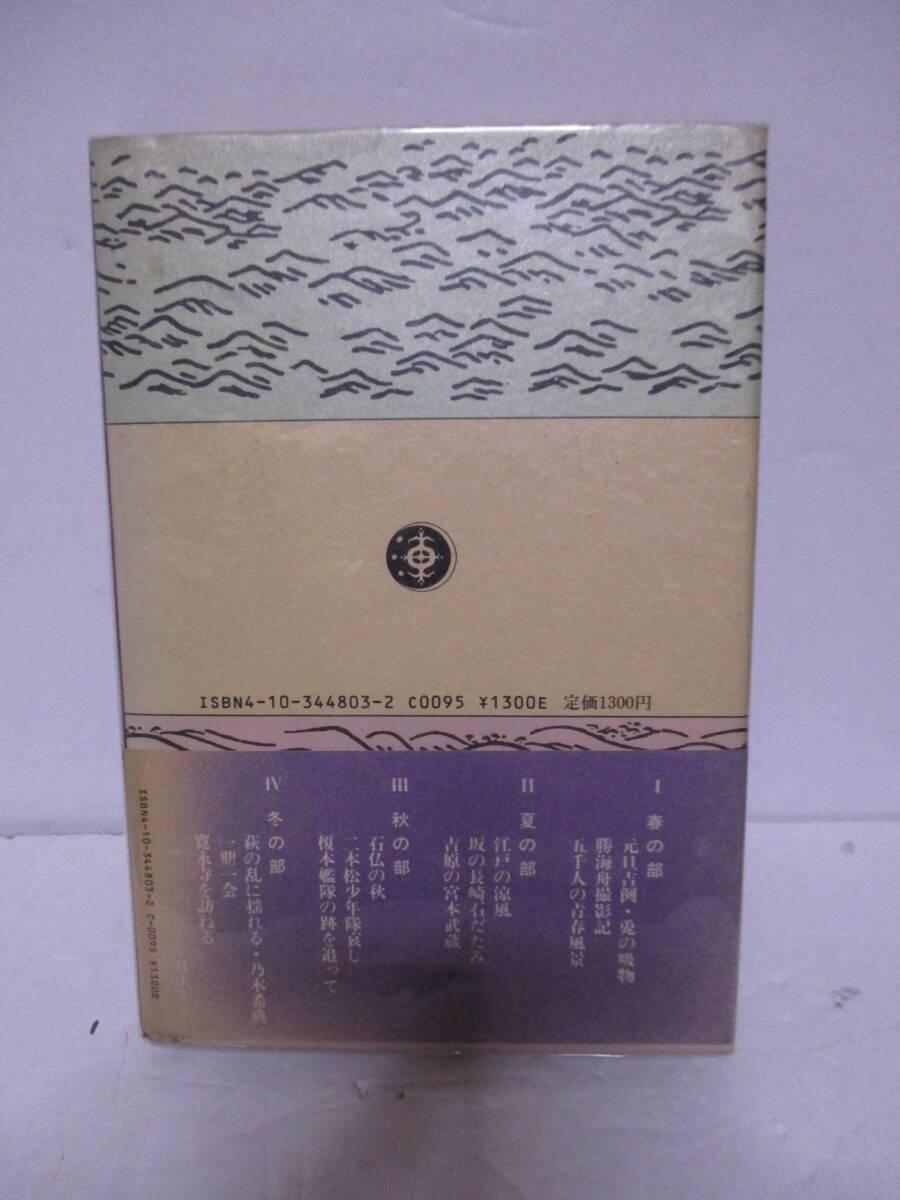 ISBN4-10-344803-2 C0095 ¥1300E 定価1300円
I 春の部
元旦吉例・兎の吸物
勝海舟撮影記
五千人の青春風景
II 夏の部
江戸の涼風
坂の長崎石だたみ
吉原の宮本武蔵
III 秋の部
石仏の秋
二本松少年隊哀し
榎本艦隊の跡を追って
IV 冬の部
萩の乱に揺れる・乃木希典
一期一会
寛永寺を訪ねる
ISBN4-10-344803-2 C-0095 ¥1300E